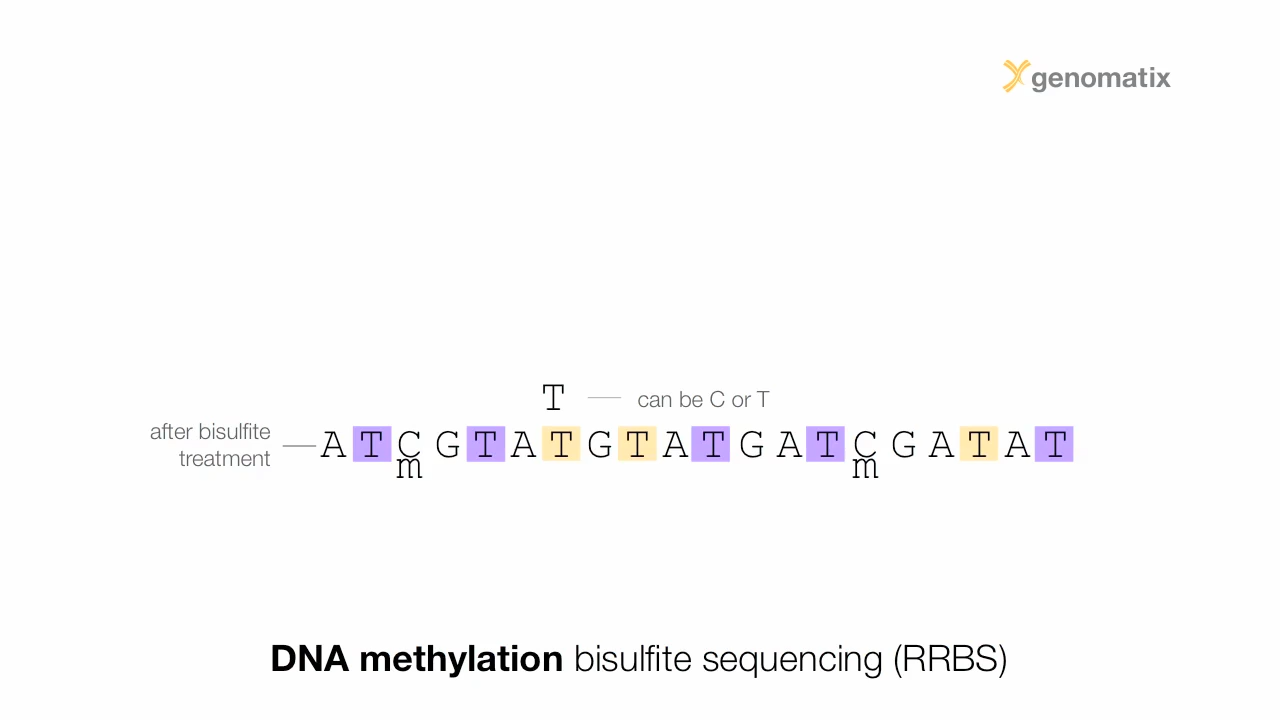 genomatix
T can be C or T
after bisulfite
treatment
A T C G T A T G T A T G A T C G A T A T
m m
DNA methylation bisulfite sequencing (RRBS)